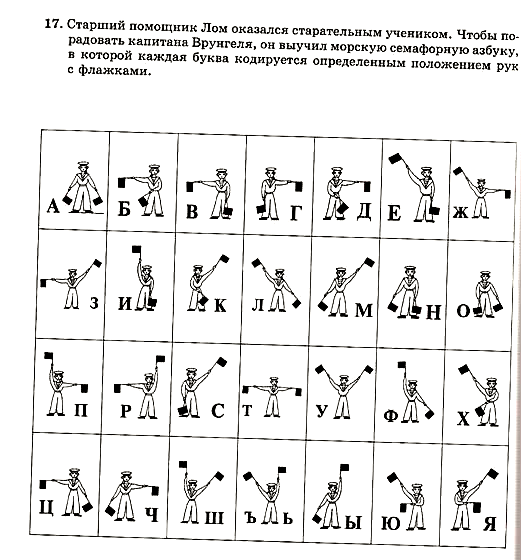 17. Старший помощник Лом оказался старательным учеником. Чтобы по-
радовать капитана Врунгеля, он выучил морскую семафорную азбуку,
в которой каждая буква кодируется определенным положением рук
с флажками.
А Б В Г Д Е Ж
З И К Л М Н О
П Р С Т У Ф Х
Ц Ч Ш Ъ Ь Ы Ю Я